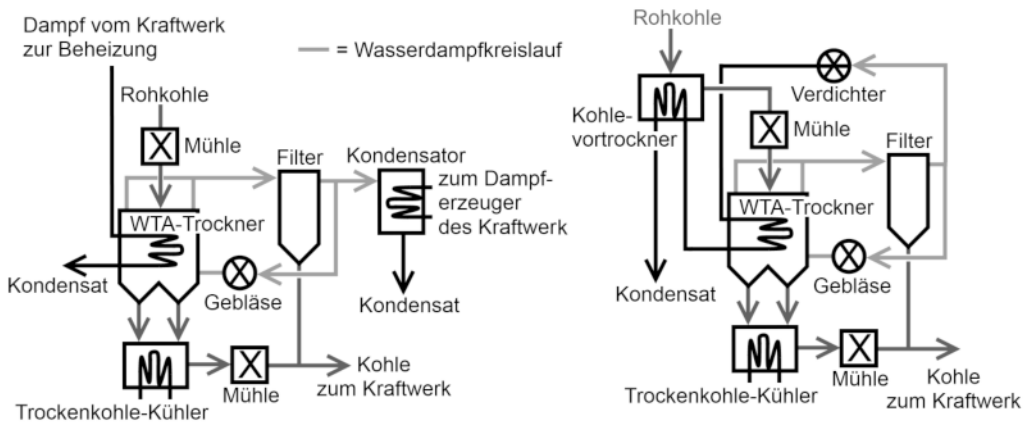 Dampf vom Kraftwerk
zur Beheizung
= Wasserdampfkreislauf
Rohkohle
Mühle
Filter
Kondensator
zum Dampf-
erzeuger
des Kraftwerk
WTA-Trockner
Kondensat
Gebläse
Kondensat
Kohle
zum Kraftwerk
Mühle
Trockenkohle-Kühler
Rohkohle
Verdichter
Kohle-
vortrockner
Mühle
Filter
WTA-Trockner
Kondensat
Gebläse
Mühle
Kohle
zum Kraftwerk
Trockenkohle-Kühler